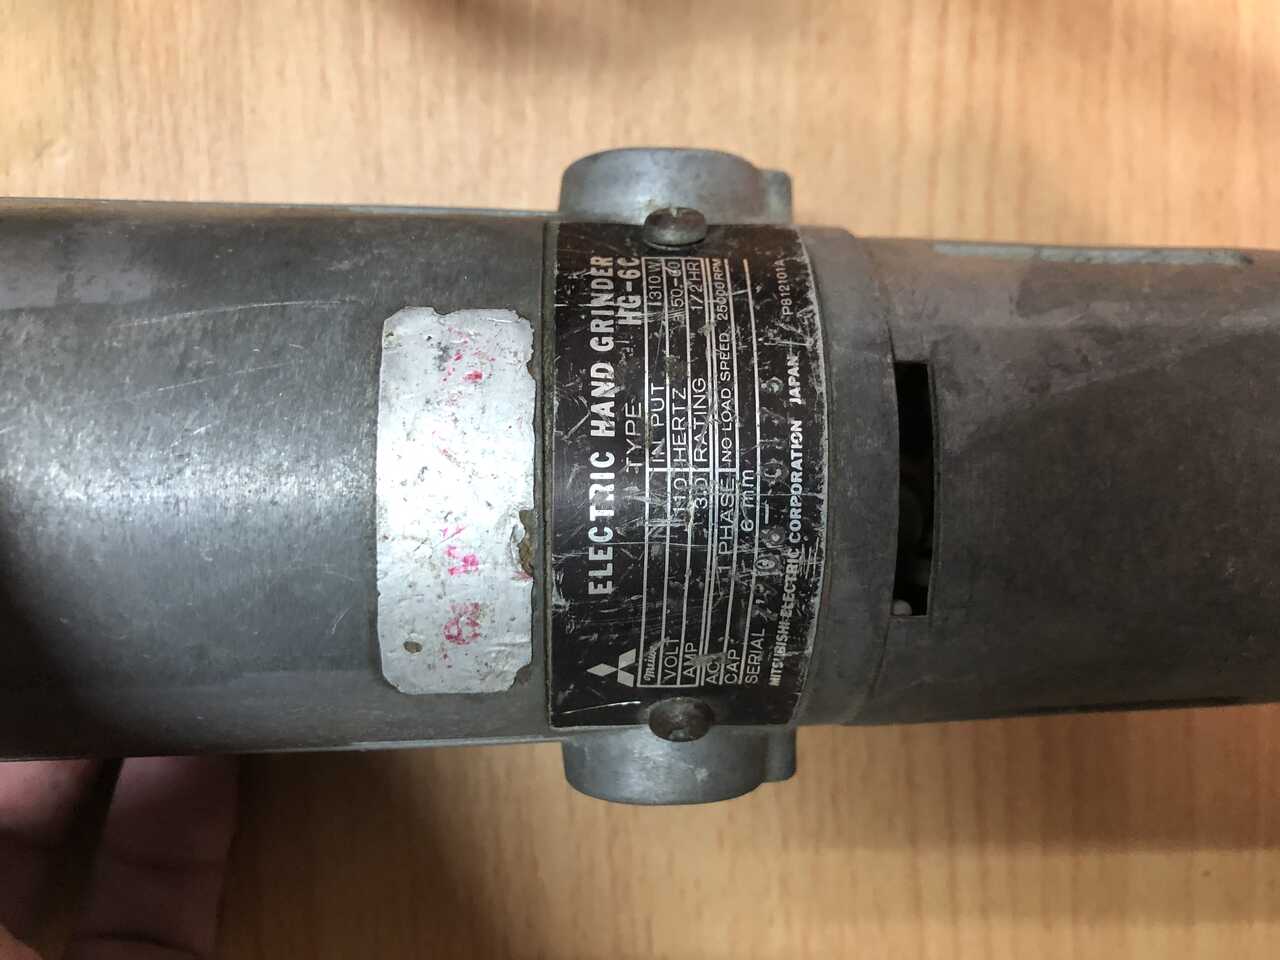 ELECTRIC HAND GRINDER
TYPE HG-6C
meiko IN PUT 310 W
VOLT 110 HERTZ 50-60
AMP 3.0 RATING 1/2 HR
AC 1 PHASE NO LOAD SPEED 25000 RPM
CAP 6 mm
SERIAL
MITSUBISHI ELECTRIC CORPORATION JAPAN P812101A